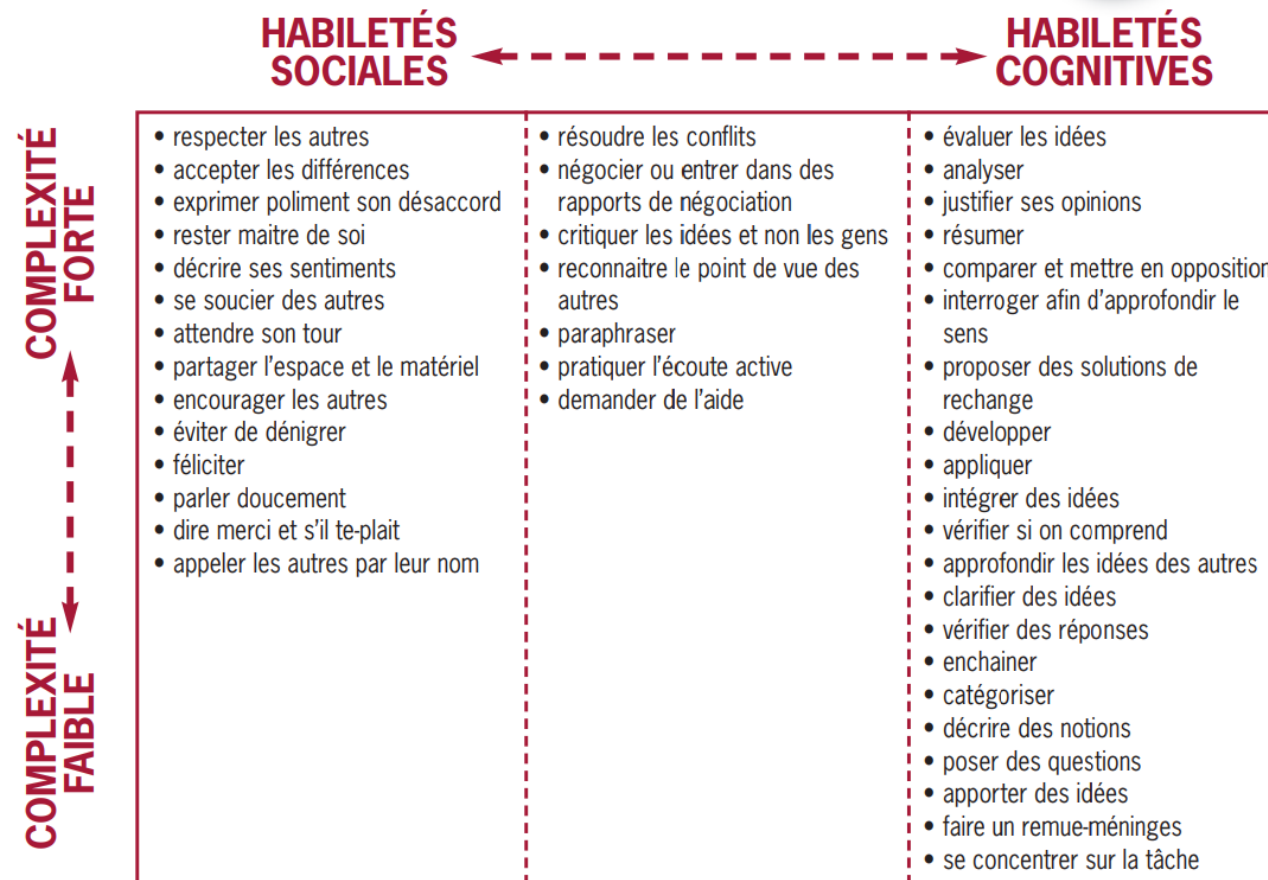 HABILETÉS
SOCIALES
HABILETÉS
COGNITIVES
COMPLEXITÉ
FORTE
COMPLEXITÉ
FAIBLE
• respecter les autres
• accepter les différences
• exprimer poliment son désaccord
• rester maitre de soi
• décrire ses sentiments
• se soucier des autres
• attendre son tour
• partager l'espace et le matériel
• encourager les autres
• éviter de dénigrer
• féliciter
• parler doucement
• dire merci et s'il te-plait
• appeler les autres par leur nom
• résoudre les conflits
• négocier ou entrer dans des
rapports de négociation
• critiquer les idées et non les gens
• reconnaitre le point de vue des
autres
• paraphraser
• pratiquer l'écoute active
• demander de l'aide
• évaluer les idées
• analyser
• justifier ses opinions
• résumer
• comparer et mettre en opposition
• interroger afin d'approfondir le
sens
• proposer des solutions de
rechange
• développer
• appliquer
• intégrer des idées
• vérifier si on comprend
• approfondir les idées des autres
• clarifier des idées
• vérifier des réponses
• enchainer
• catégoriser
• décrire des notions
• poser des questions
• apporter des idées
• faire un remue-méninges
• se concentrer sur la tâche